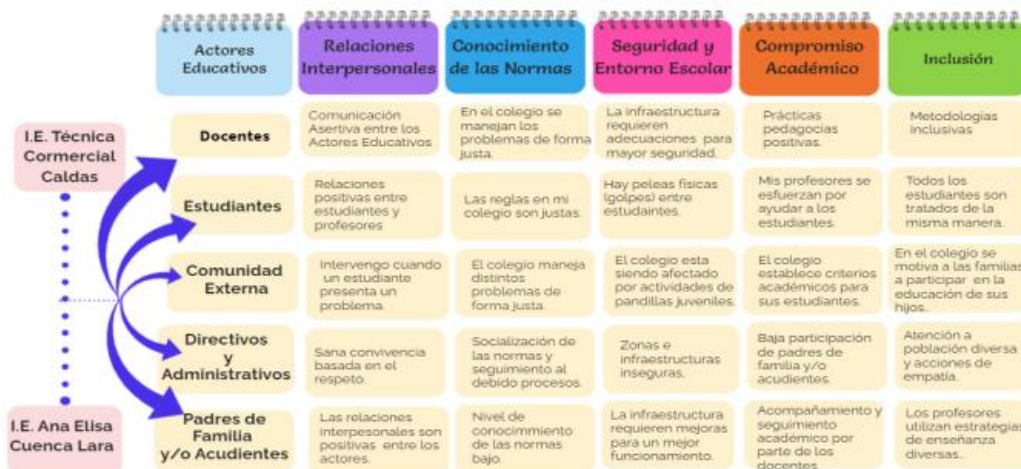 Actores
Educativos
Relaciones
Interpersonales
Conocimiento
de las Normas
Seguridad y
Entorno Escolar
Compromiso
Académico
Inclusión
I.E. Técnica
Cormercial
Caldas
I.E. Ana Elisa
Cuenca Lara
Docentes
Comunicación
Asertiva entre los
Actores Educativos
En el colegio se
manejan los
problemas de forma
justa.
La infraestructura
requieren
adecuaciones para
mayor seguridad.
Prácticas
pedagogicas
positivas.
Metodologías
Inclusivas
Estudiantes
Relaciones
positivas entre
estudiantes y
profesores
Las reglas en mi
colegio son justas.
Hay peleas físicas
(golpes) entre
estudaintes.
Mis profesores se
esfuerzan por
ayudar a los
estudiantes.
Todos los
estudiantes son
tratados de la
misma manera.
Comunidad
Externa
Intervengo cuando
un estudiante
presenta un
problema.
El colegio maneja
distintos
problemas de
forma justa.
El colegio esta
siendo afectado
por actividades de
pandillas juveniles.
El colegio
establece criterios
académicos para
sus estudiantes.
En el colegio se
motiva a las familias
a participar en la
educación de sus
hijos.
Directivos
y
Administrativos
Sana convivencia
basada en el
respeto.
Socialización de
las normas y
seguimiento al
debido procesos.
Zonas e
infraestructuras
inseguras.
Baja participación
de padres de
familia y/o
acudientes.
Atención a
población diversa
y acciones de
empatía.
Padres de
Familia
y/o Acudientes
Las relaciones
interpesonales son
positivas entre los
actores.
Nivel de
conocimmiento
de las normas
bajo.
La infraestructura
requieren mejoras
para un mejor
funcionamiento.
Acompañamiento y
seguimiento
académico por
parte de los
docentes
Los profesores
utilizan estrategias
de enseñanza
diversas..